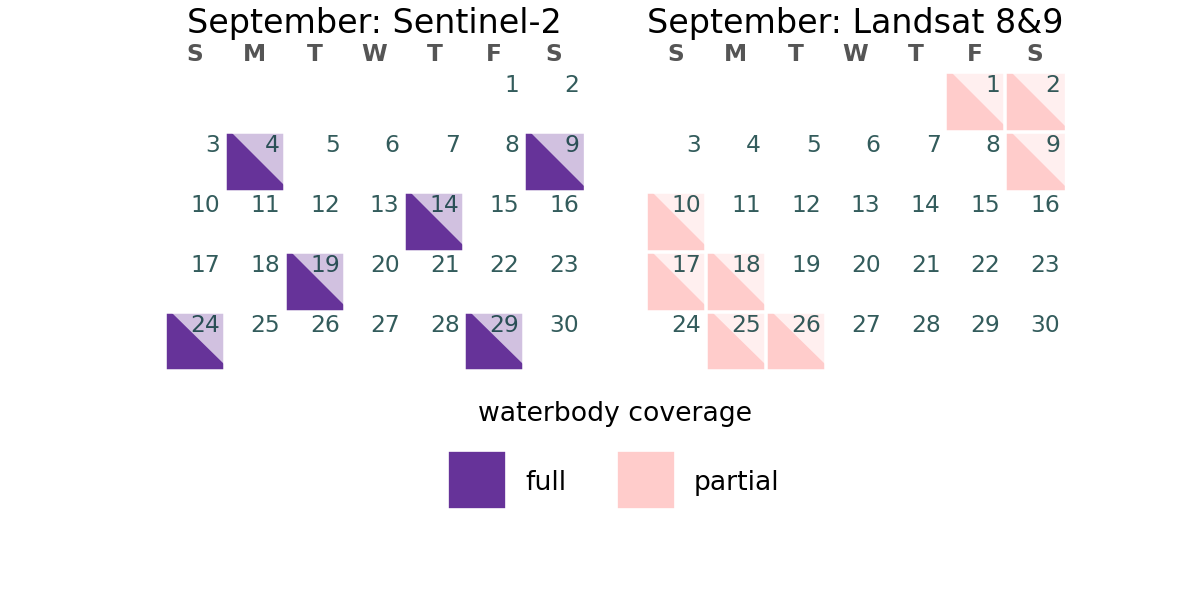 September: Sentinel-2
S M T W T F S
1 2
3 4 5 6 7 8 9
10 11 12 13 14 15 16
17 18 19 20 21 22 23
24 25 26 27 28 29 30
September: Landsat 8&9
S M T W T F S
1 2
3 4 5 6 7 8 9
10 11 12 13 14 15 16
17 18 19 20 21 22 23
24 25 26 27 28 29 30
waterbody coverage
full partial